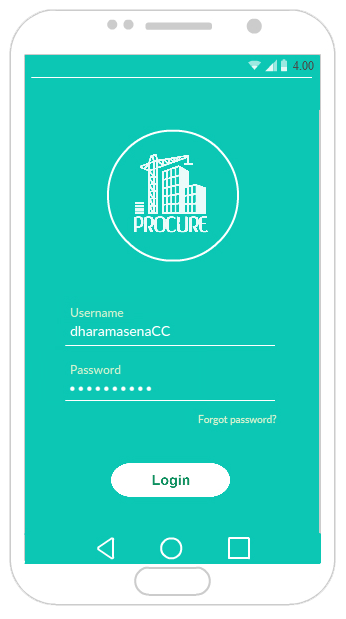 4.00
PROCURE
Username
dharamasenaCC
Password
••••••••••
Forgot password?
Login